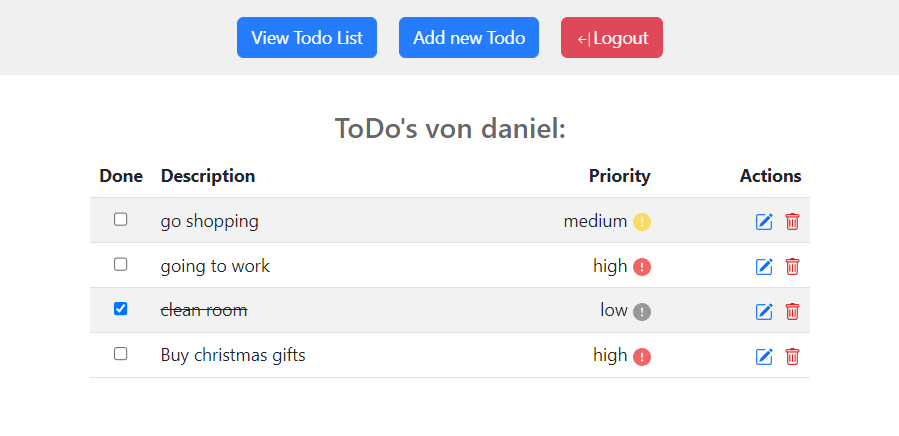 View Todo List Add new Todo Logout
ToDo's von daniel:
Done Description Priority Actions
go shopping medium
going to work high
clean room low
Buy christmas gifts high